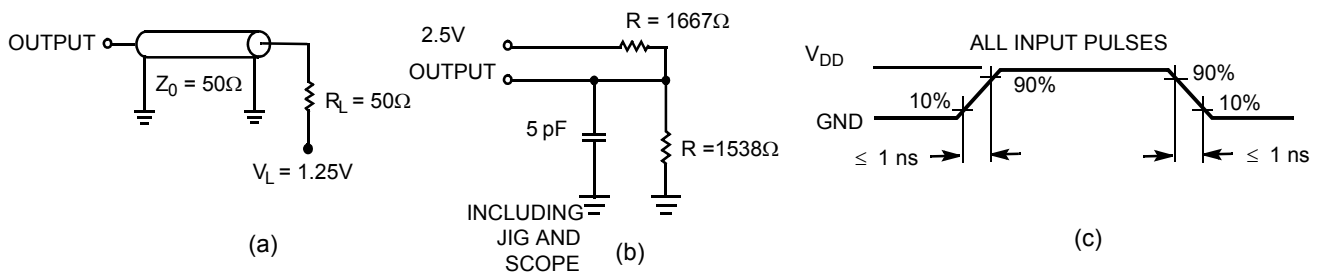 OUTPUT
Z0 = 50Ω
RL = 50Ω
VL = 1.25V
(a)
R = 1667Ω
2.5V
OUTPUT
5 pF
R =1538Ω
INCLUDING
JIG AND
SCOPE
(b)
ALL INPUT PULSES
VDD
90%
90%
10%
10%
GND
≤ 1 ns
≤ 1 ns
(c)